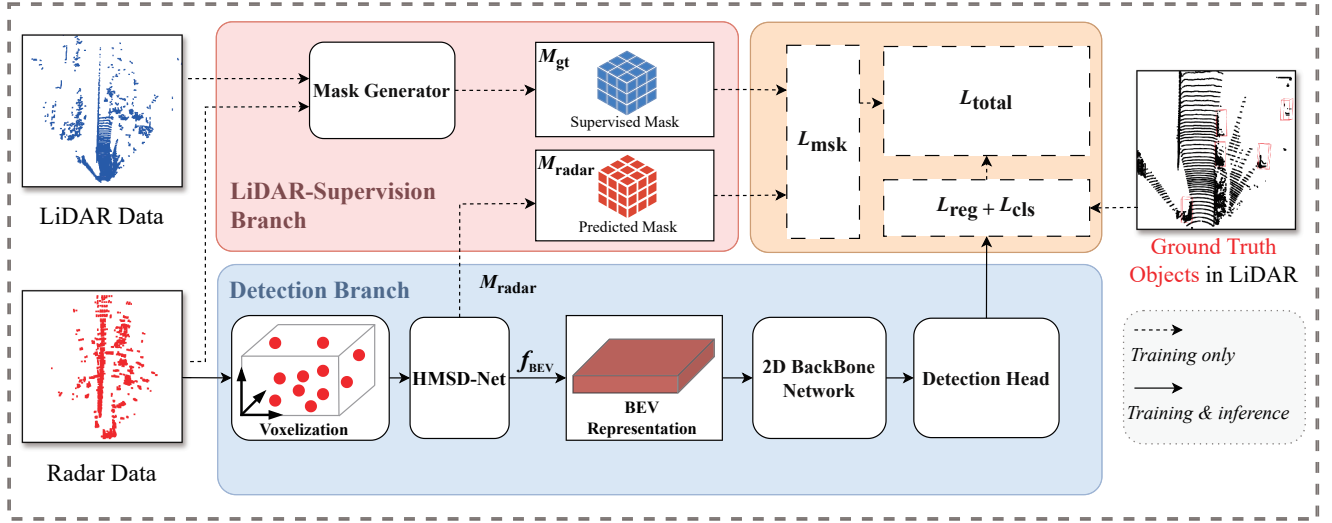 LiDAR Data
Mask Generator
M_gt
Supervised Mask
M_radar
Predicted Mask
LiDAR-Supervision
Branch
L_msk
L_total
L_reg + L_cls
Ground Truth
Objects in LiDAR
Detection Branch
M_radar
Radar Data
Voxelization
HMSD-Net
f_BEV
BEV
Representation
2D BackBone
Network
Detection Head
Training only
Training & inference